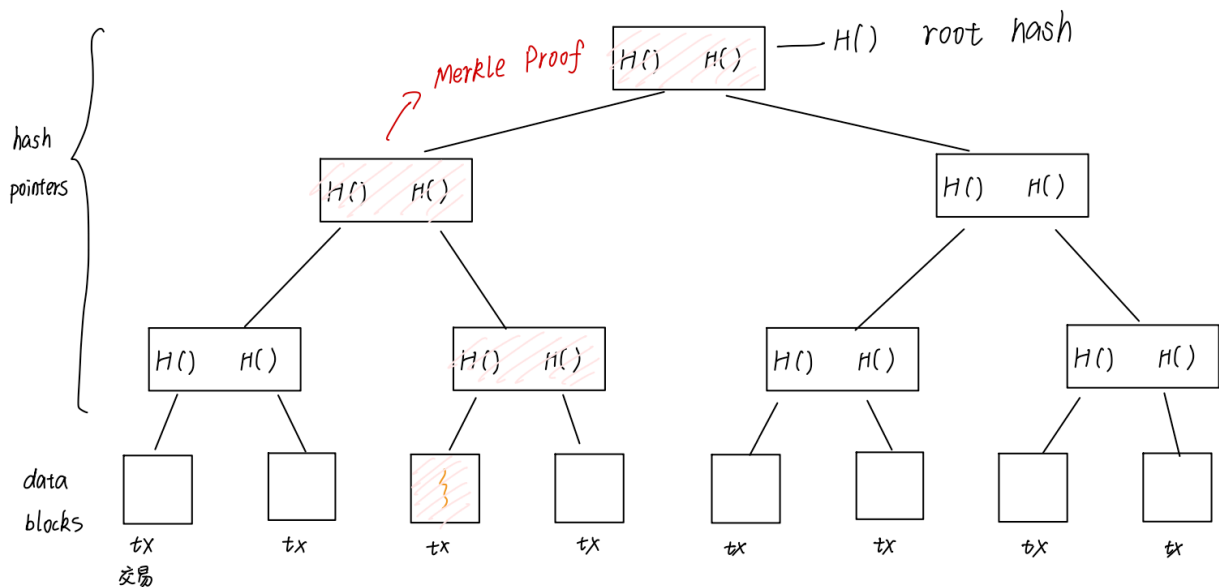 H() H() H() root hash
Merkle Proof
hash
pointers
H() H() H() H()
H() H() H() H() H() H() H() H()
data
blocks
tx tx tx tx tx tx tx tx
交易